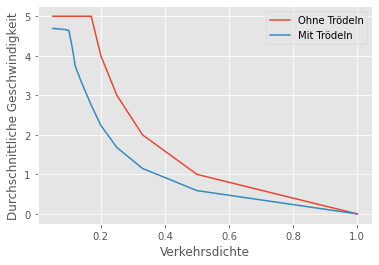 5
4
3
2
1
0
Durchschnittliche Geschwindigkeit
Ohne Trödeln
Mit Trödeln
0.2 0.4 0.6 0.8 1.0
Verkehrsdichte